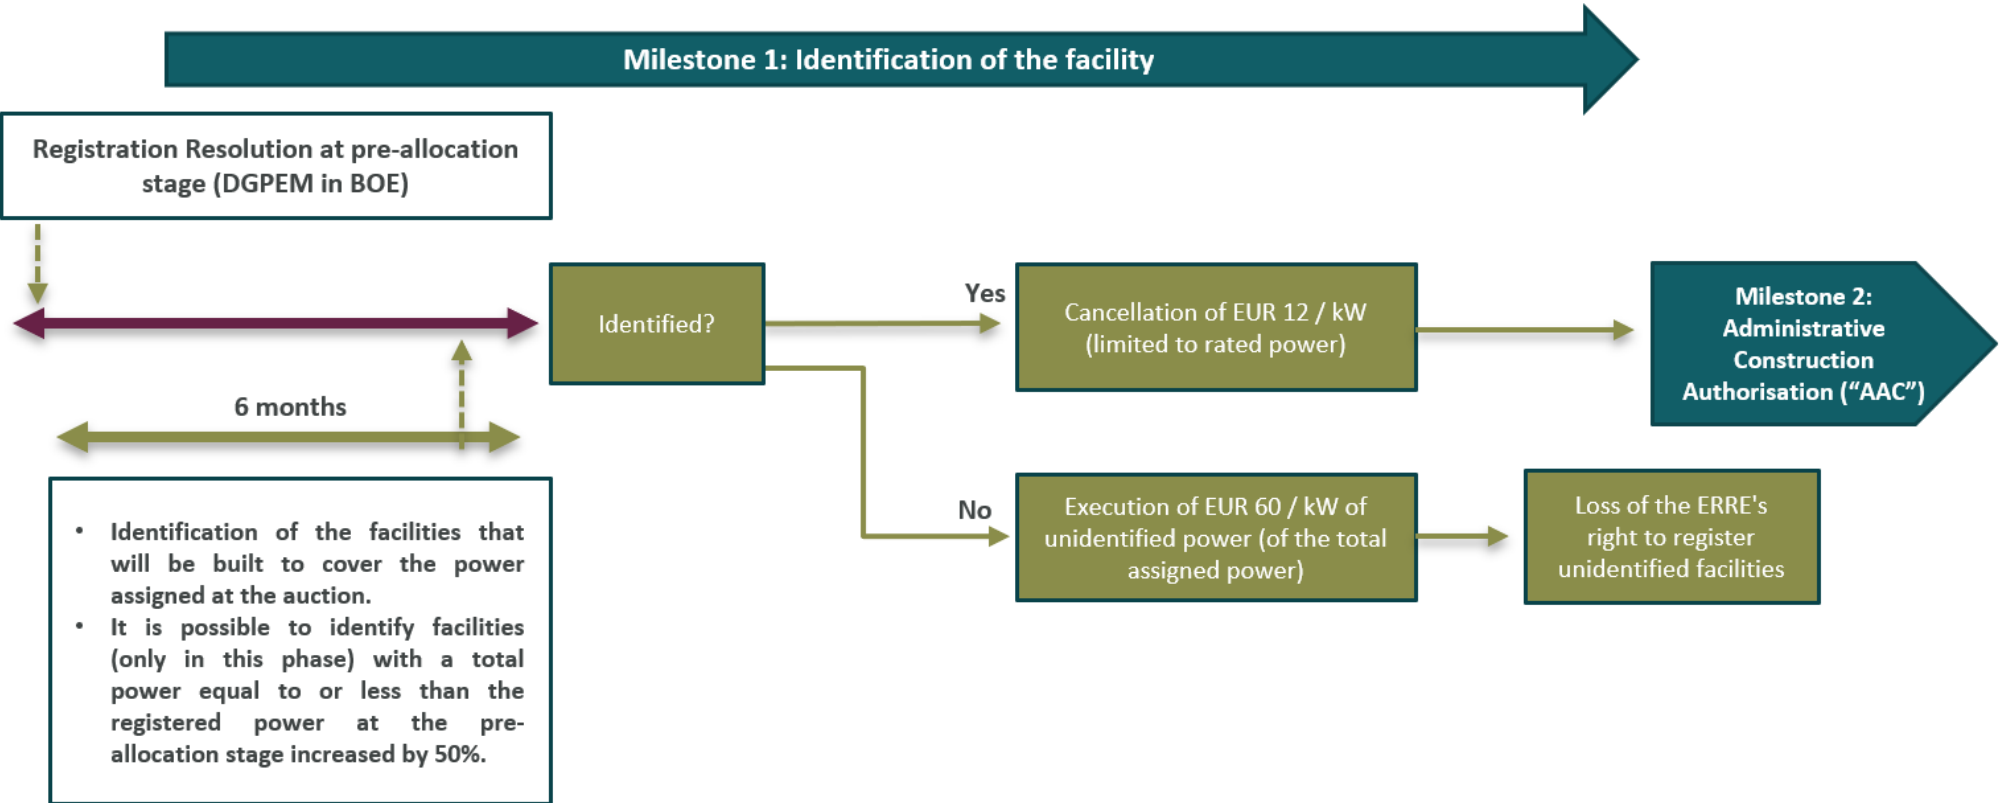 Milestone 1: Identification of the facility
Registration Resolution at pre-allocation
stage (DGPEM in BOE)
6 months
• Identification of the facilities that
will be built to cover the power
assigned at the auction.
• It is possible to identify facilities
(only in this phase) with a total
power equal to or less than the
registered power at the pre-
allocation stage increased by 50%.
Identified?
Yes
Cancellation of EUR 12 / kW
(limited to rated power)
Milestone 2:
Administrative
Construction
Authorisation (“AAC”)
No
Execution of EUR 60 / kW of
unidentified power (of the total
assigned power)
Loss of the ERRE's
right to register
unidentified facilities